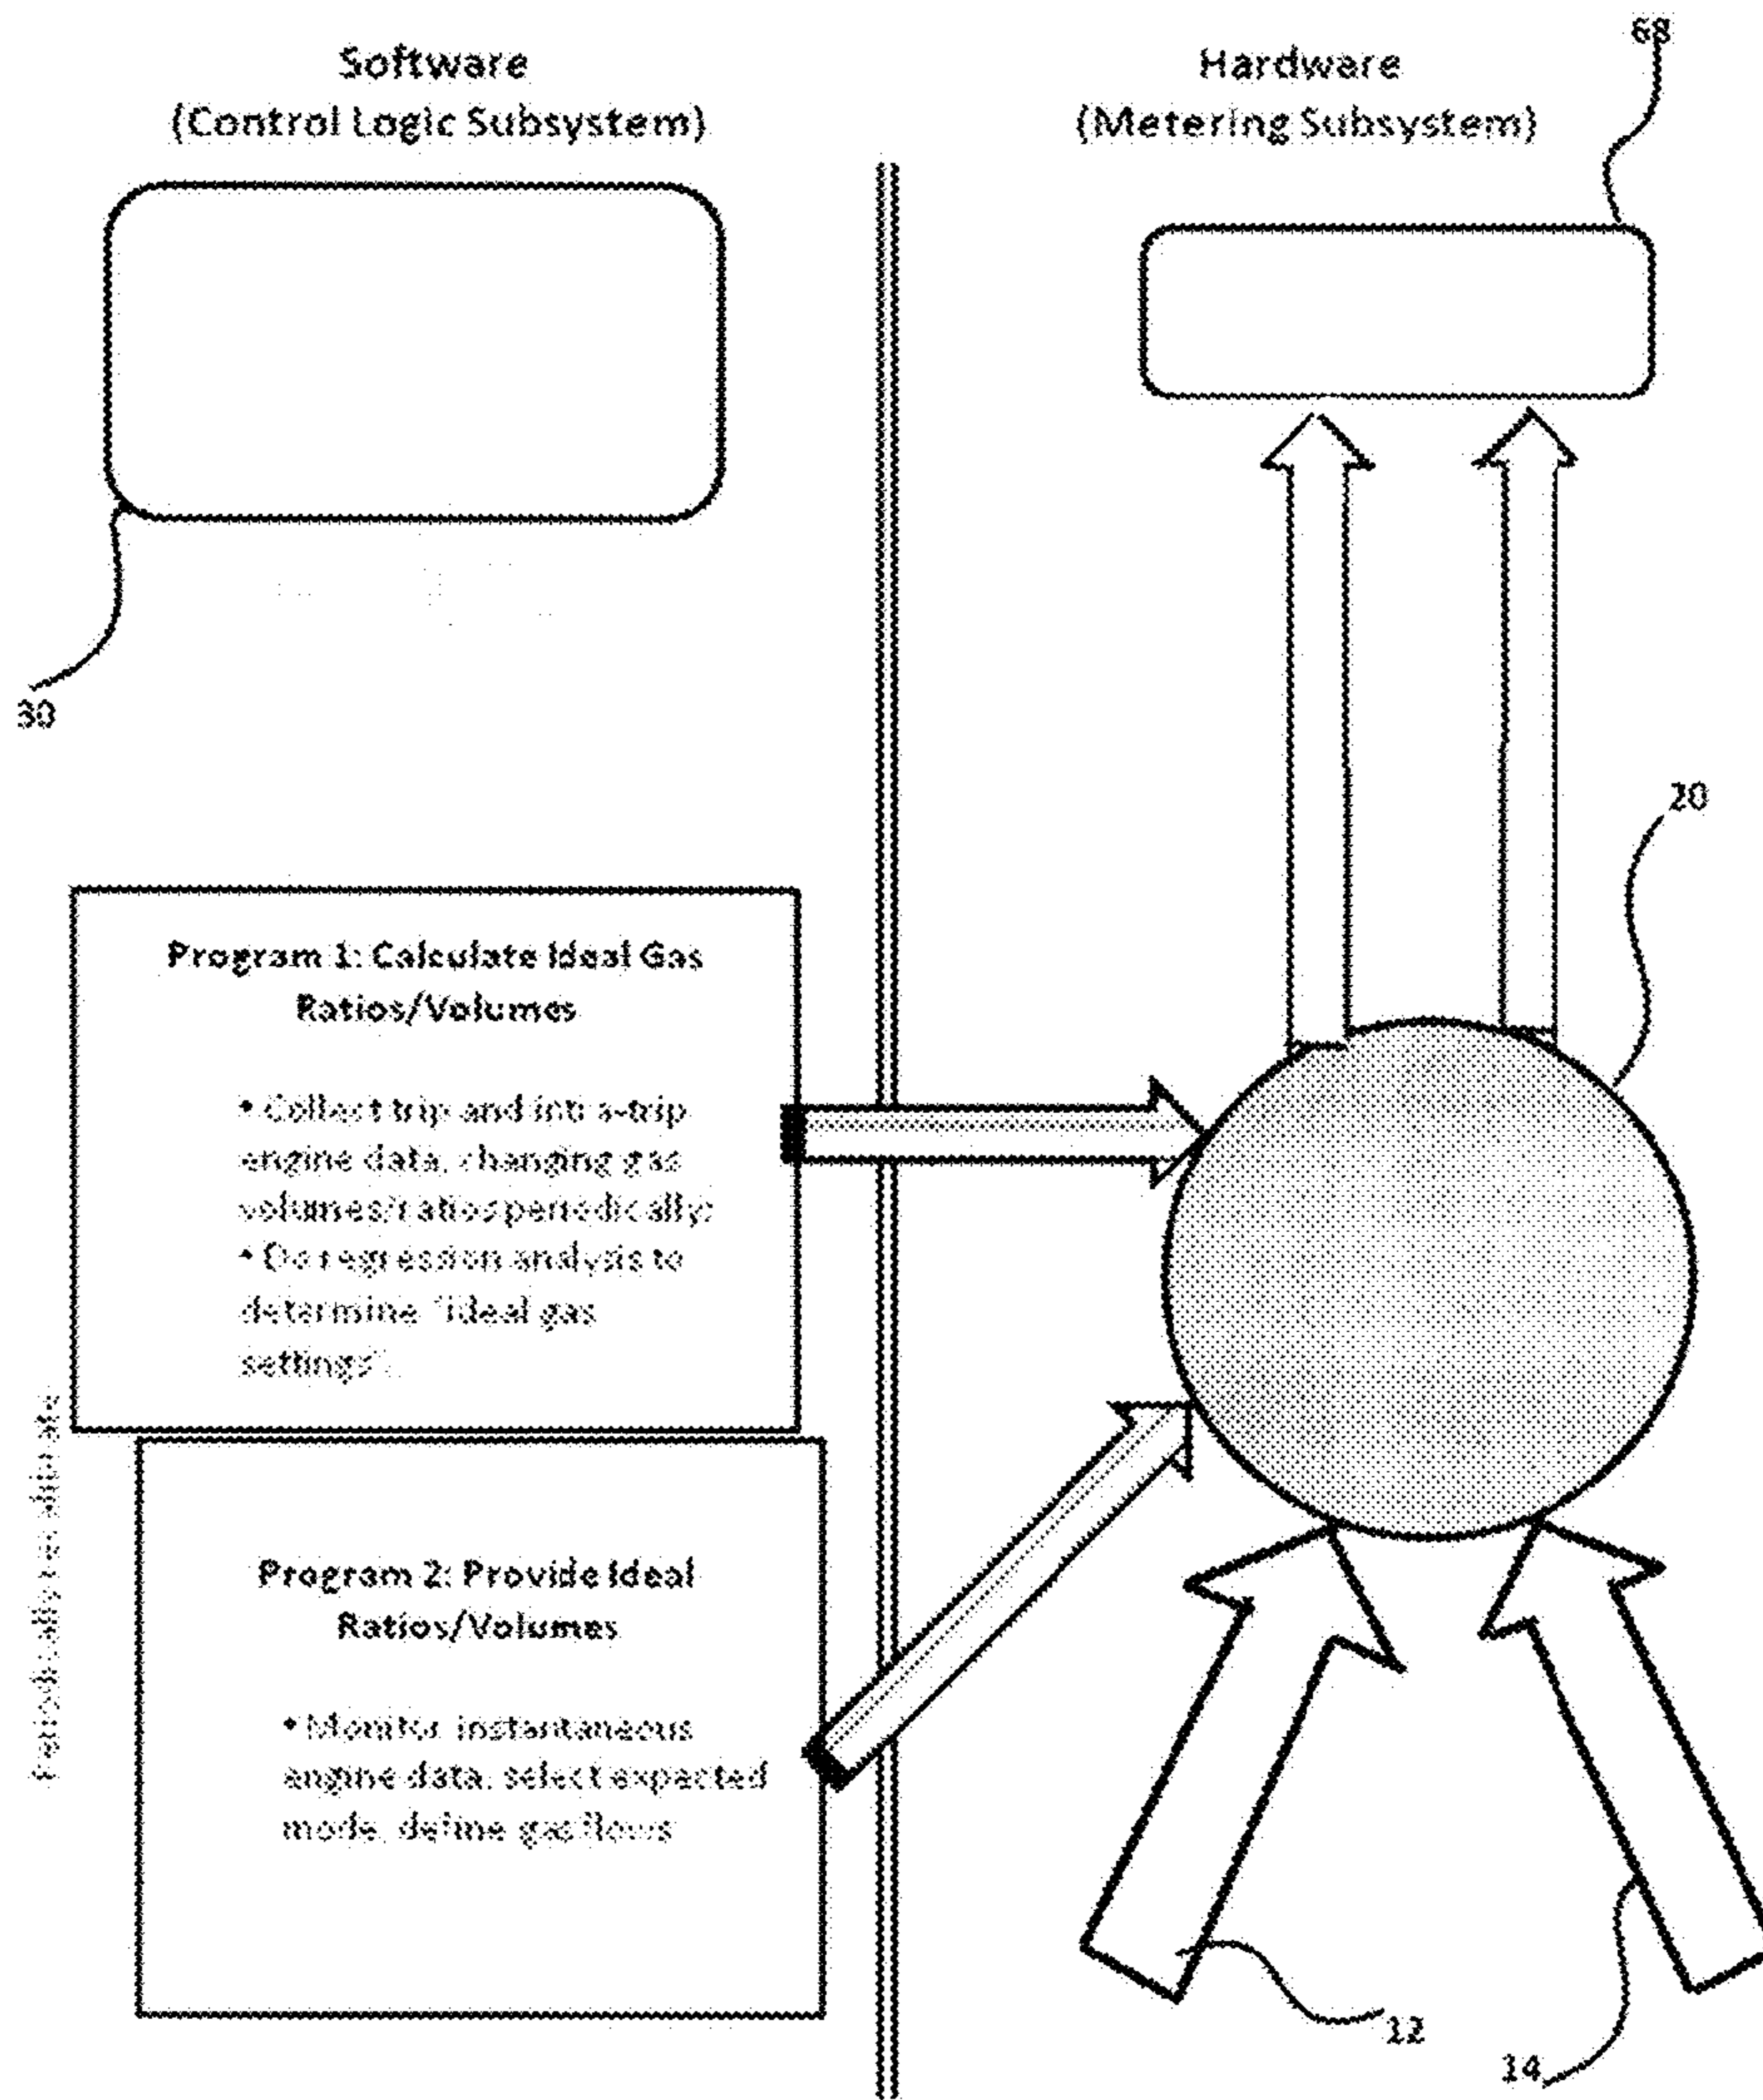 68
Software
(Control Logic Subsystem)
Hardware
(Metering Subsystem)
30
20
Program 1: Calculate Ideal Gas
Ratios/Volumes
• Collect trip and intra-trip
engine data, changing gas
volumes/ratios periodically;
• Do regression analysis to
determine "ideal gas
settings".
Periodically
Program 2: Provide Ideal
Ratios/Volumes
• Monitor instantaneous
engine data, select expected
mode, define gas flows
12
14